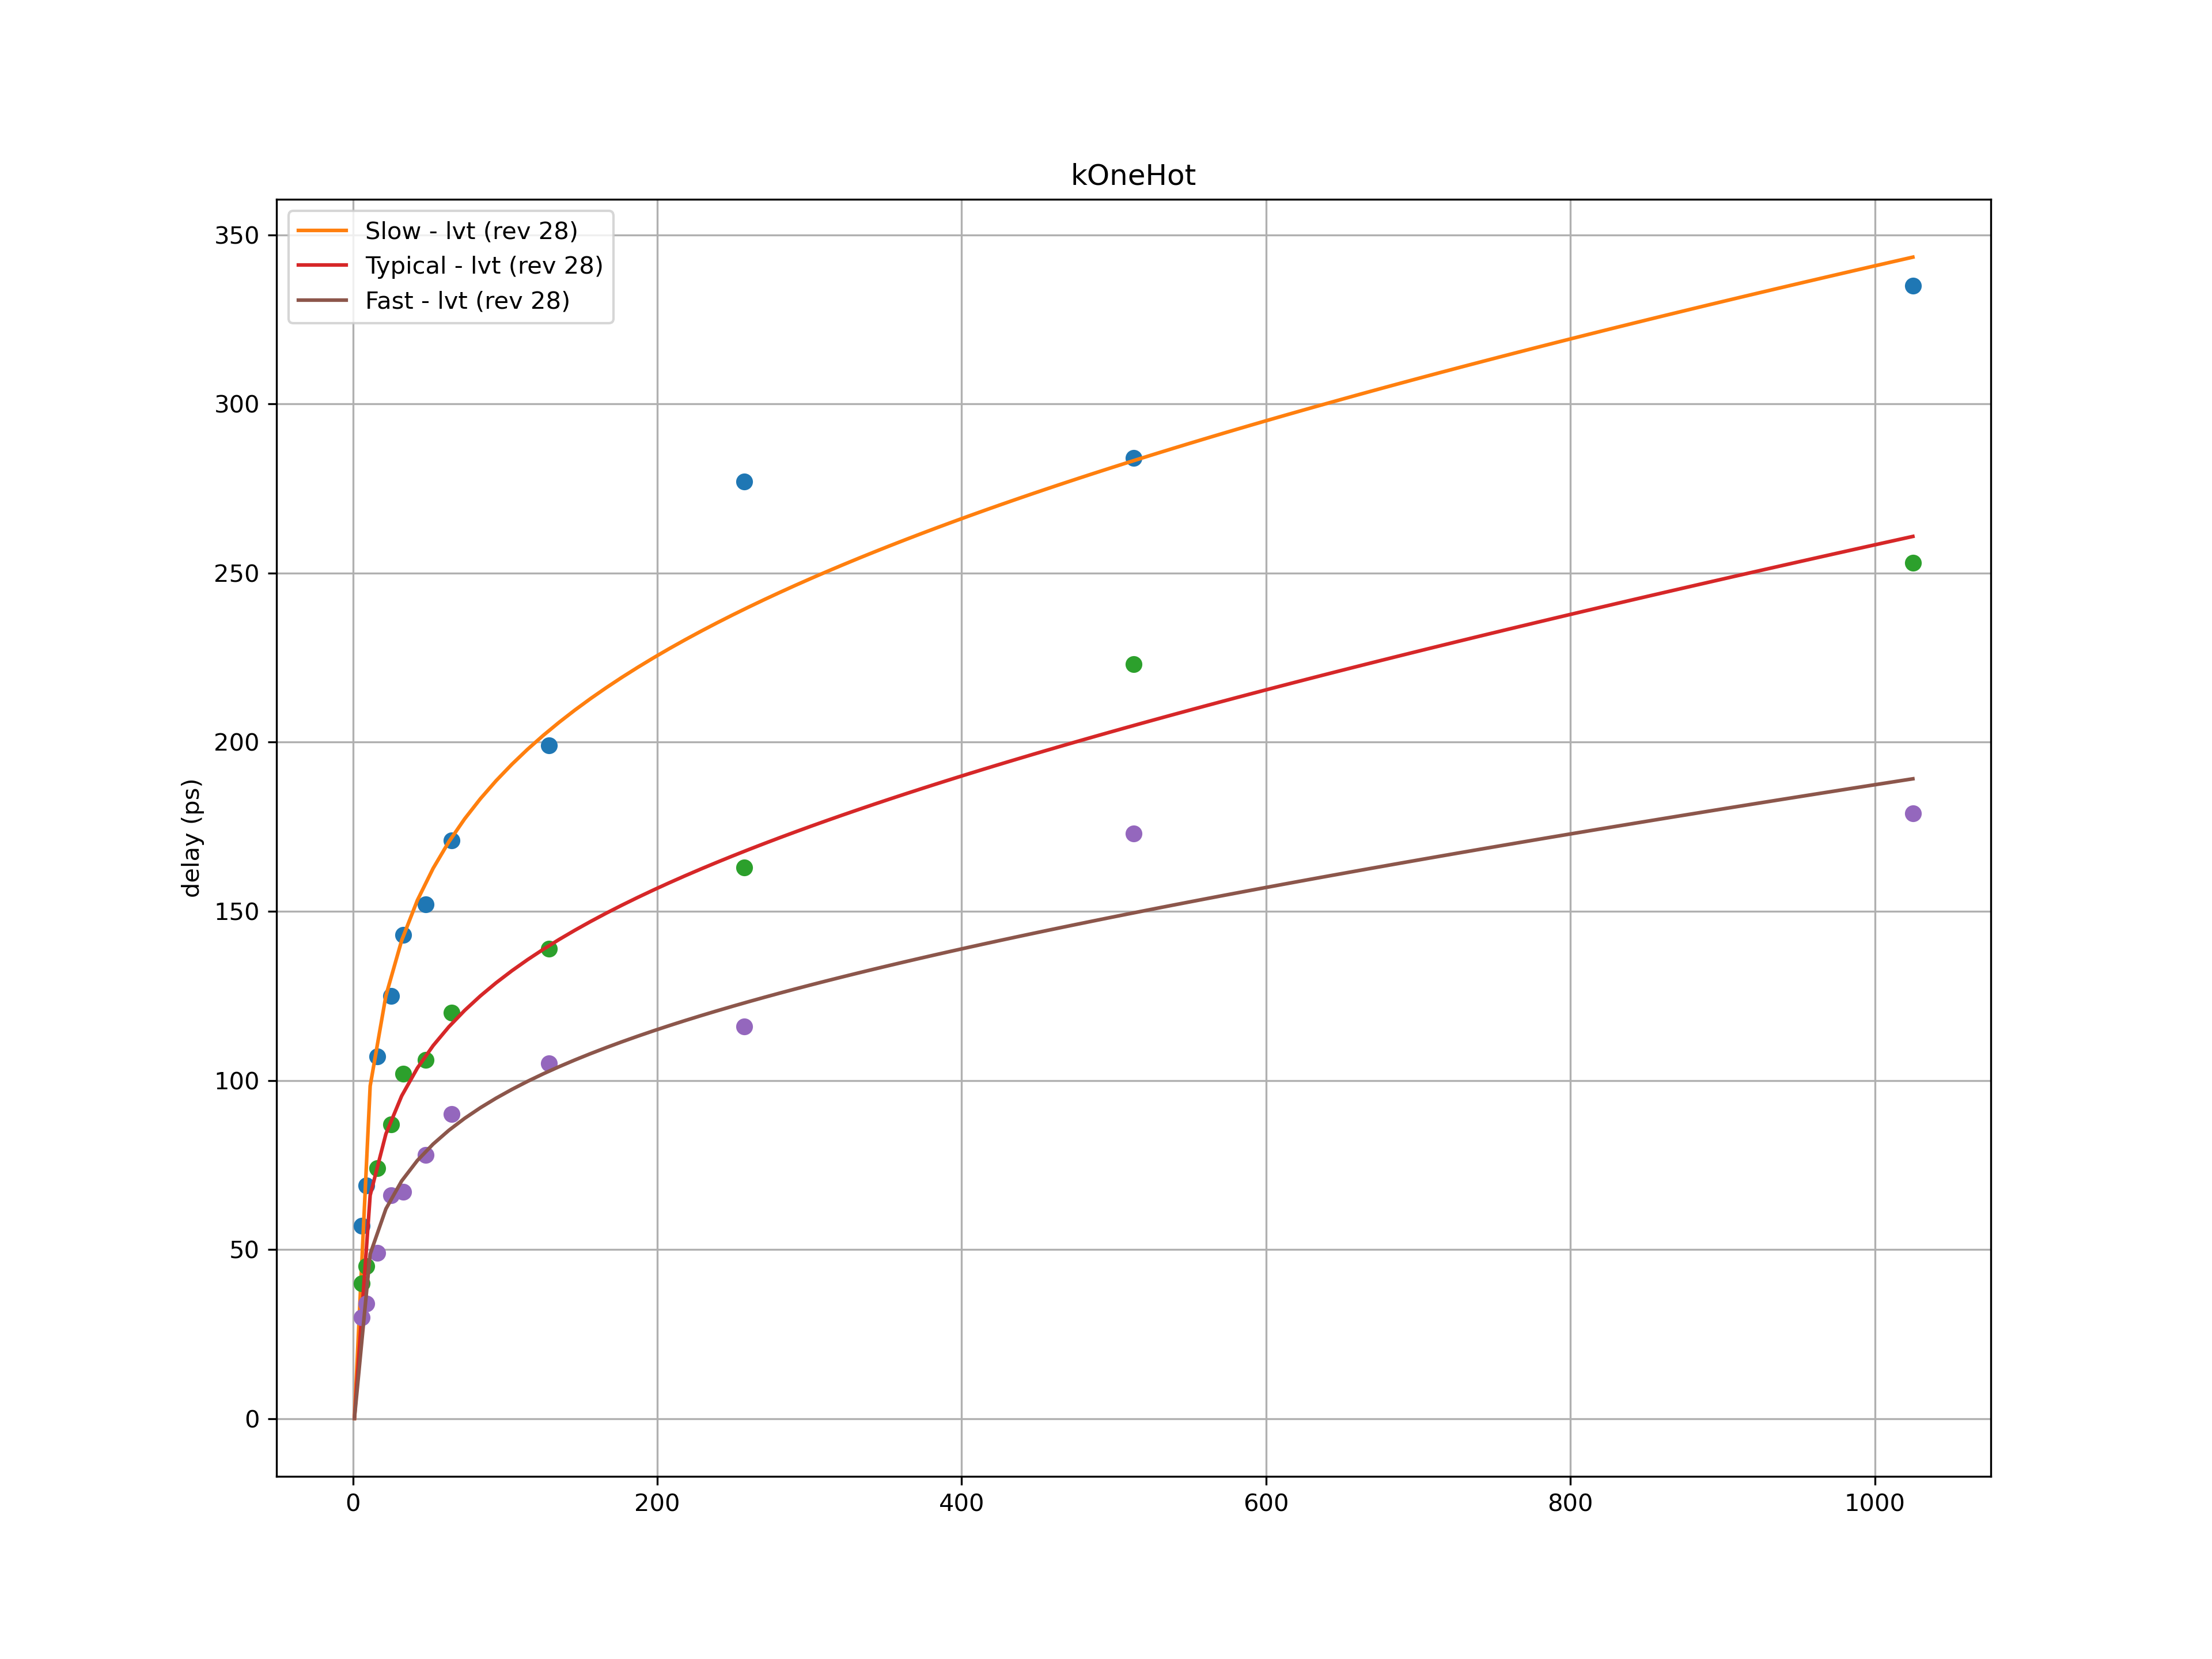 kOneHot
Slow - lvt (rev 28)
Typical - lvt (rev 28)
Fast - lvt (rev 28)
delay (ps)
350
300
250
200
150
100
50
0
0 200 400 600 800 1000